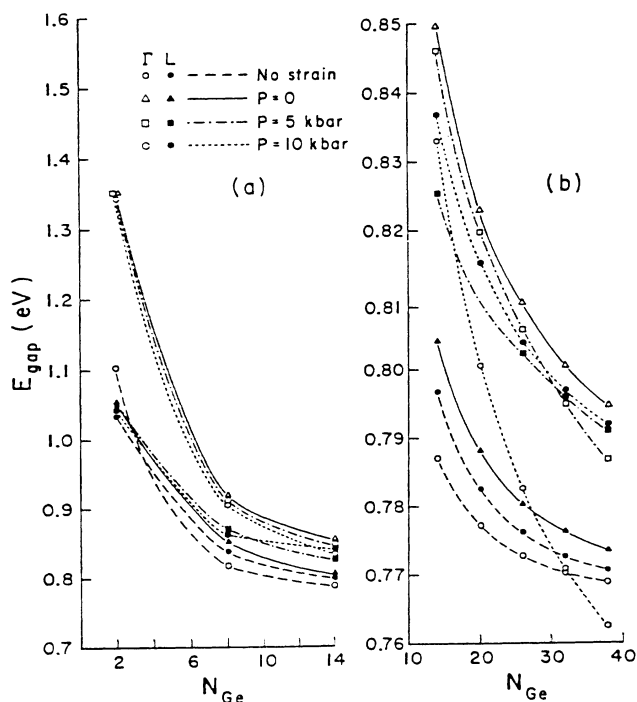 1.6
1.5
1.4
1.3
1.2
1.1
1.0
0.9
0.8
0.7
E_gap (eV)
Γ L
No strain
P = 0
P = 5 kbar
P = 10 kbar
(a)
2 6 10 14
N_Ge
0.85
0.84
0.83
0.82
0.81
0.80
0.79
0.78
0.77
0.76
(b)
10 20 30 40
N_Ge